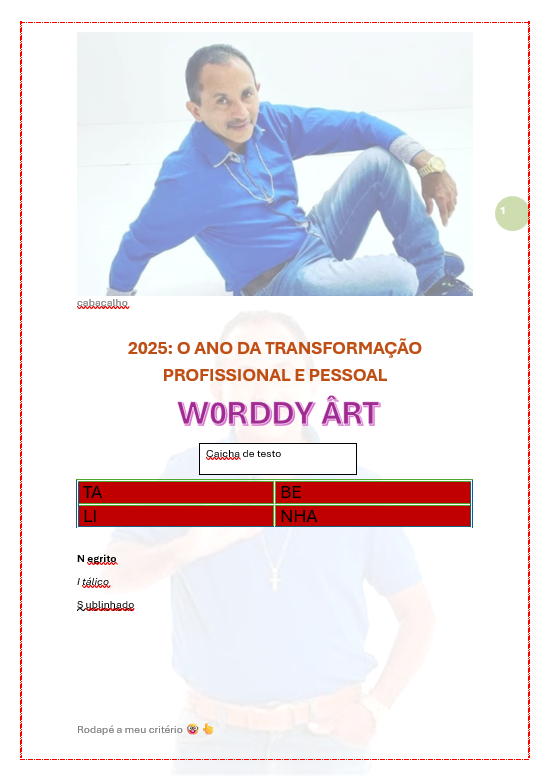 1
cabaçalho
2025: O ANO DA TRANSFORMAÇÃO
PROFISSIONAL E PESSOAL
W0RDDY ÂRT
Caicha de testo
TA BE
LI NHA
N egrito
I tálico
S ublinhado
Rodapé a meu critério 🤡 👆